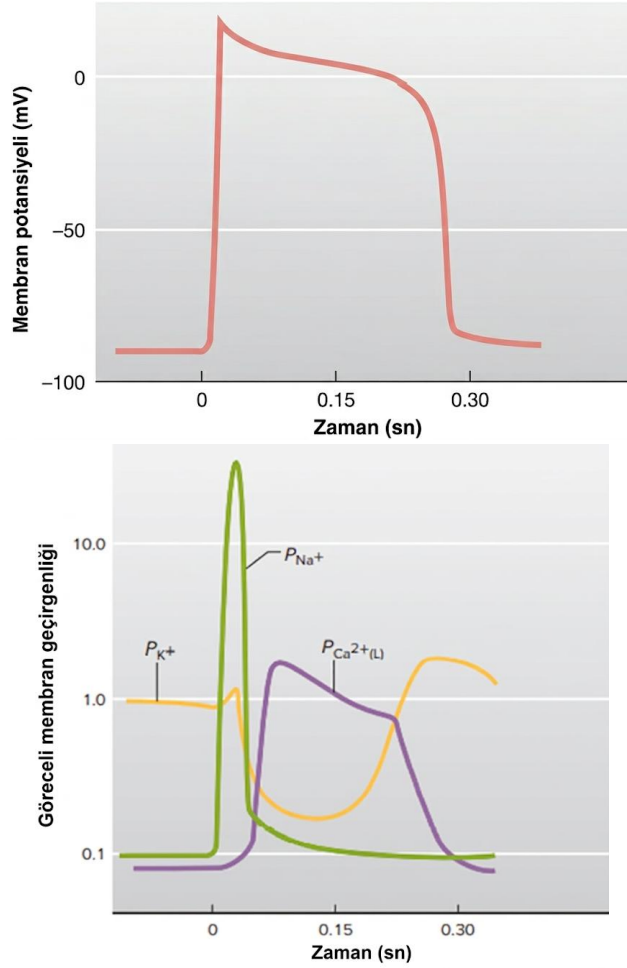 Membran potansiyeli (mV)
0
−50
−100
0
0.15
0.30
Zaman (sn)
Göreceli membran geçirgenliği
10.0
1.0
0.1
PK+
PNa+
PCa2+(L)
0
0.15
0.30
Zaman (sn)